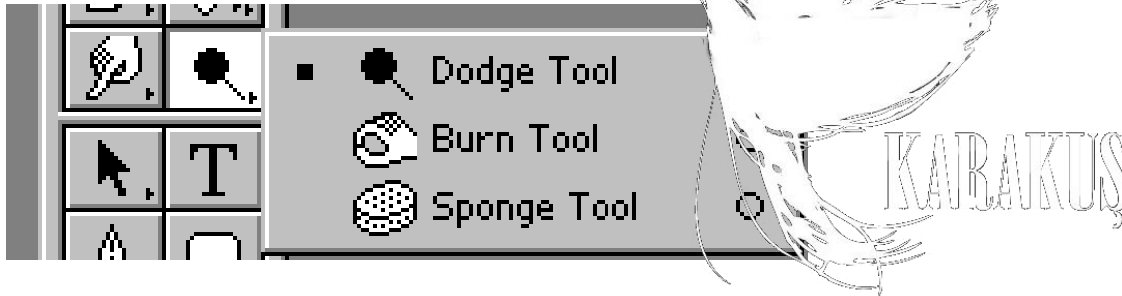 Dodge Tool
Burn Tool
Sponge Tool O
T
KARAKUŞ